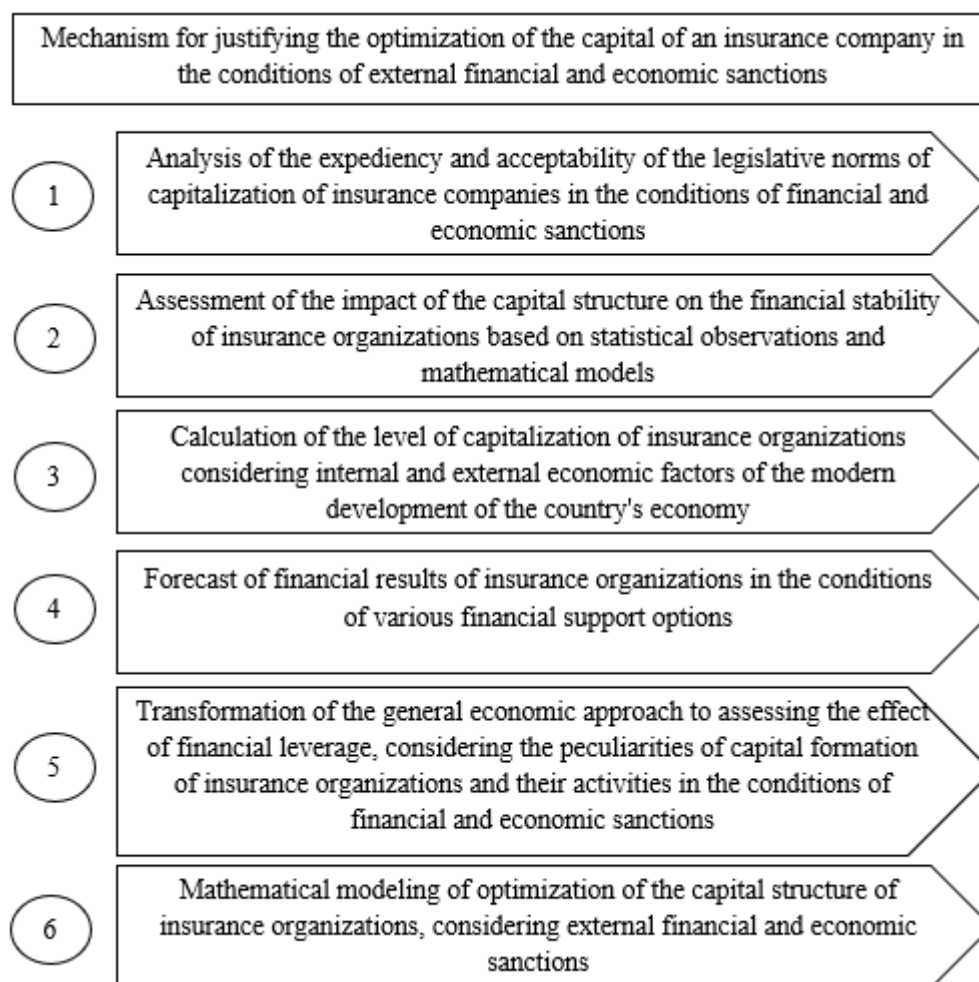 Mechanism for justifying the optimization of the capital of an insurance company in
the conditions of external financial and economic sanctions
1
Analysis of the expediency and acceptability of the legislative norms of
capitalization of insurance companies in the conditions of financial and
economic sanctions
2
Assessment of the impact of the capital structure on the financial stability
of insurance organizations based on statistical observations and
mathematical models
3
Calculation of the level of capitalization of insurance organizations
considering internal and external economic factors of the modern
development of the country's economy
4
Forecast of financial results of insurance organizations in the conditions
of various financial support options
5
Transformation of the general economic approach to assessing the effect
of financial leverage, considering the peculiarities of capital formation
of insurance organizations and their activities in the conditions of
financial and economic sanctions
6
Mathematical modeling of optimization of the capital structure of
insurance organizations, considering external financial and economic
sanctions